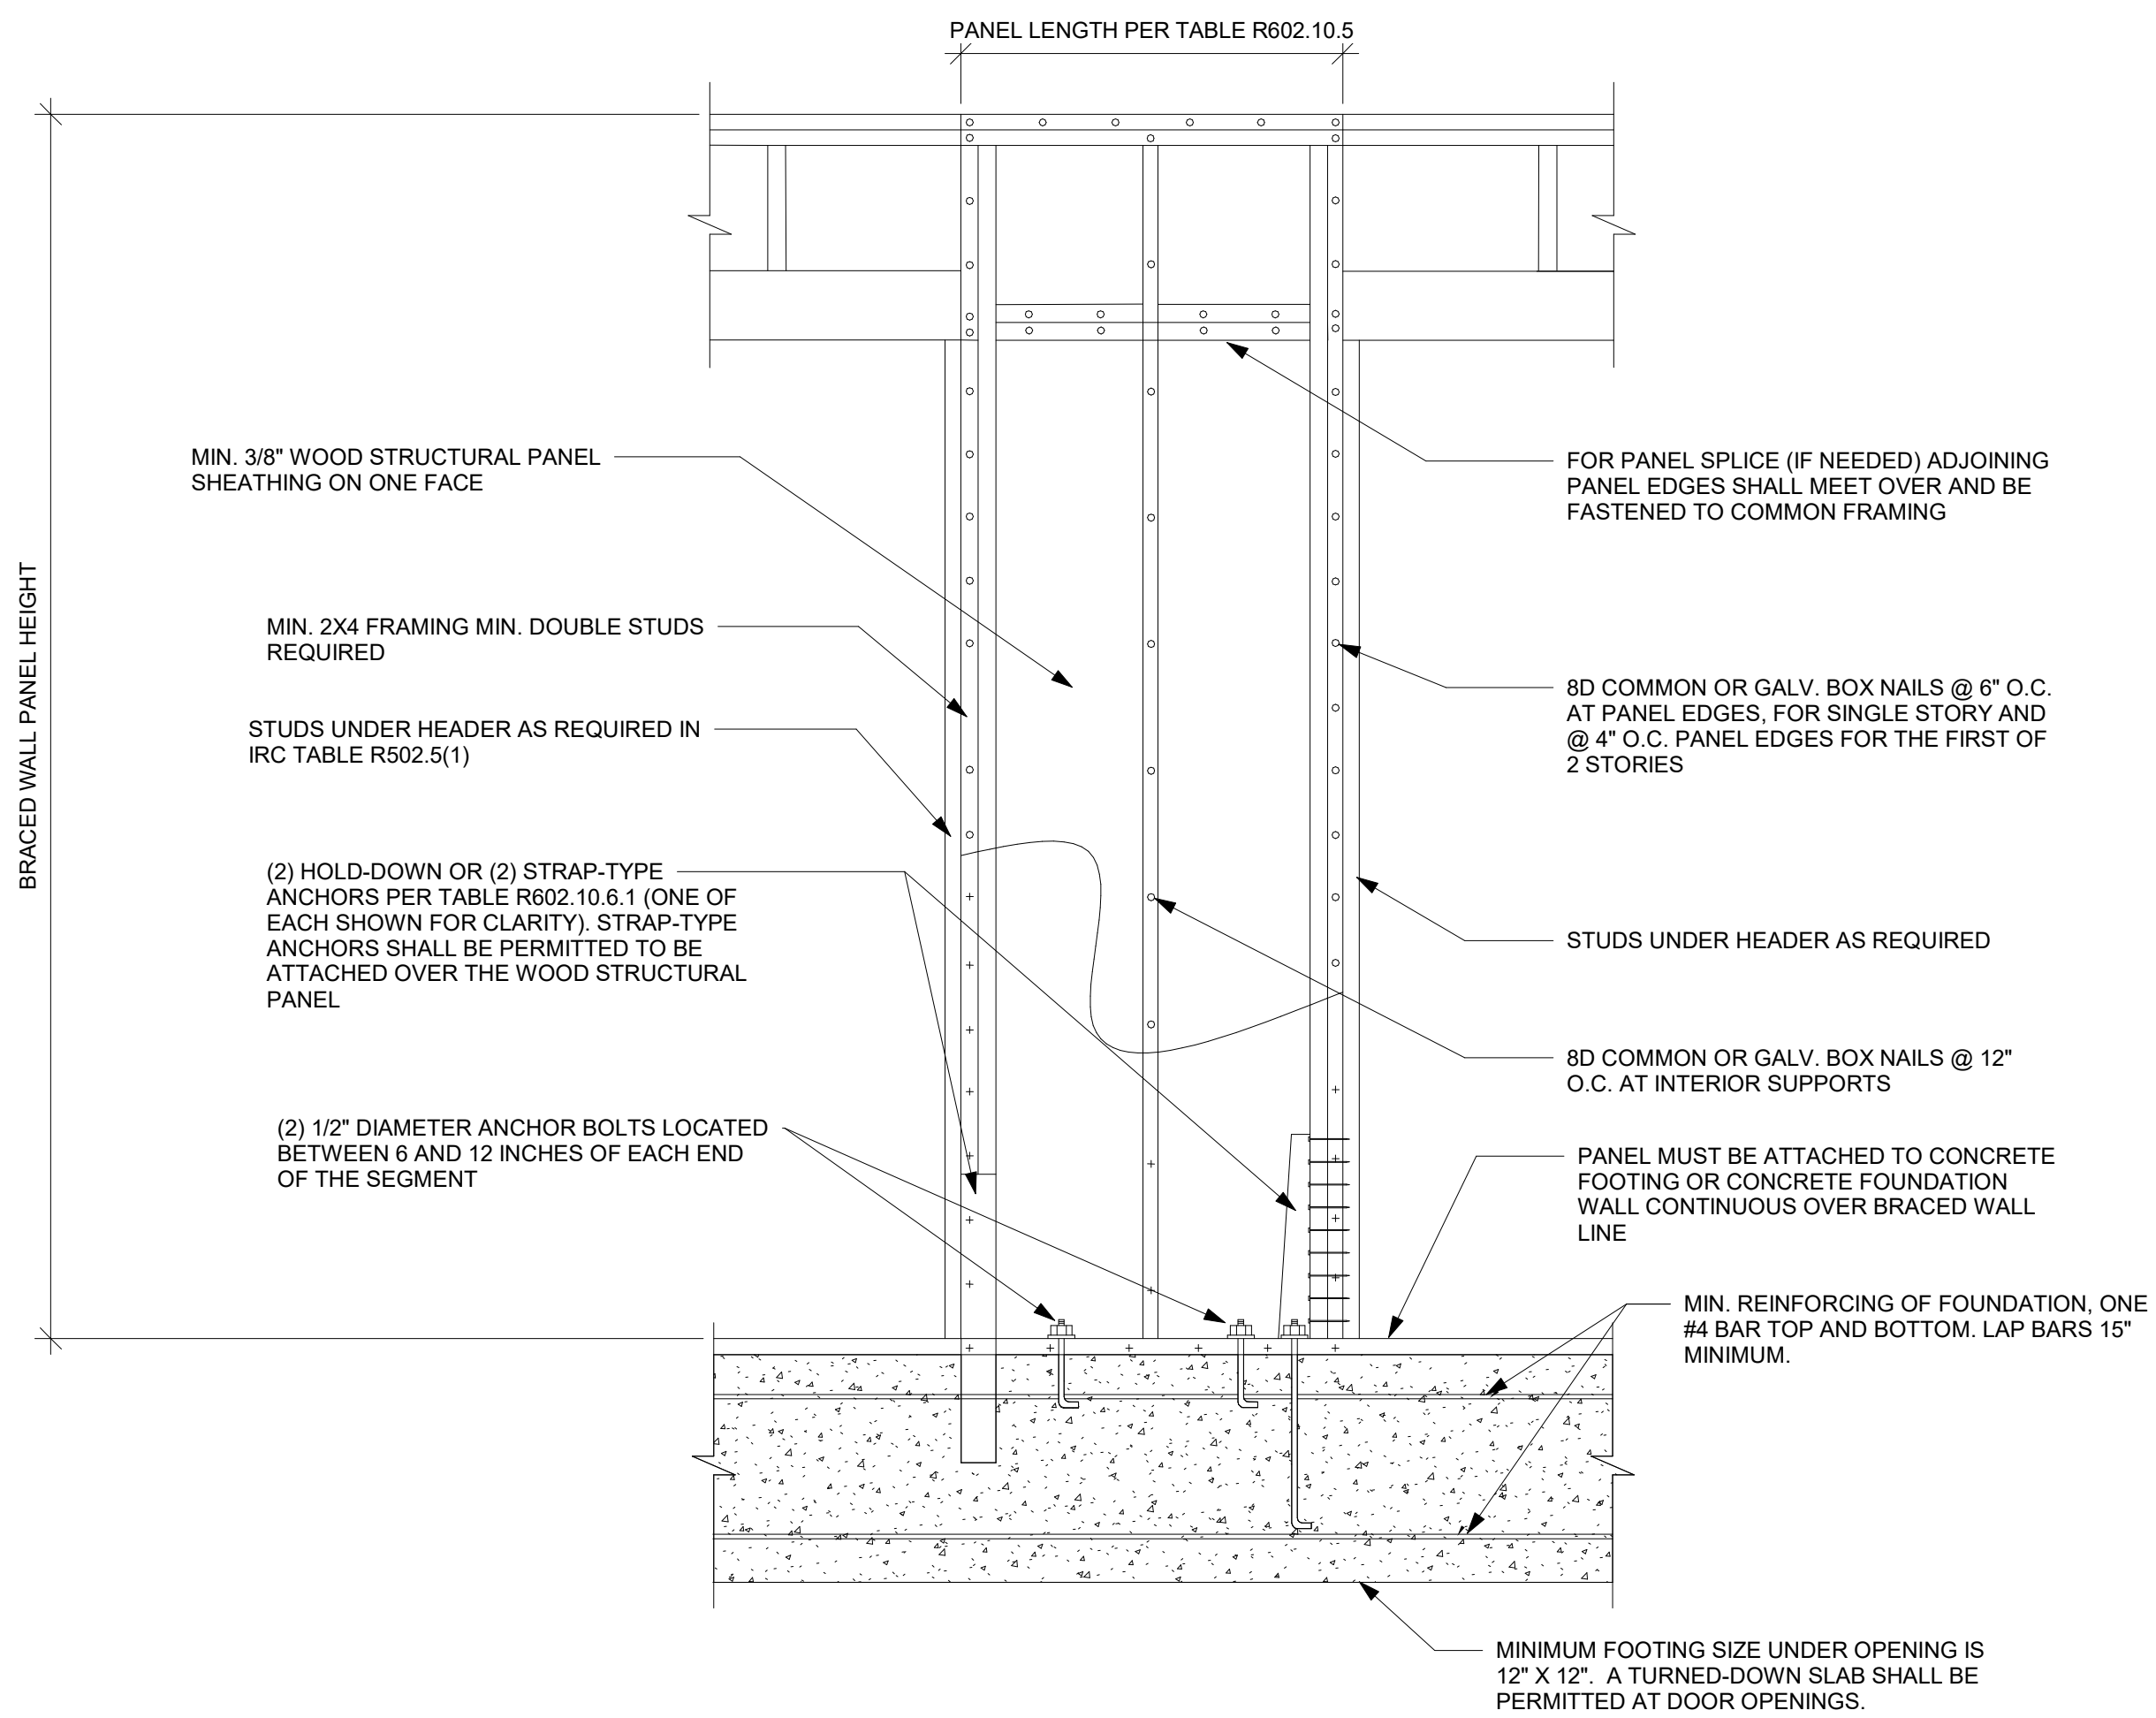 PANEL LENGTH PER TABLE R602.10.5
BRACED WALL PANEL HEIGHT
MIN. 3/8" WOOD STRUCTURAL PANEL
SHEATHING ON ONE FACE
MIN. 2X4 FRAMING MIN. DOUBLE STUDS
REQUIRED
STUDS UNDER HEADER AS REQUIRED IN
IRC TABLE R502.5(1)
(2) HOLD-DOWN OR (2) STRAP-TYPE
ANCHORS PER TABLE R602.10.6.1 (ONE OF
EACH SHOWN FOR CLARITY). STRAP-TYPE
ANCHORS SHALL BE PERMITTED TO BE
ATTACHED OVER THE WOOD STRUCTURAL
PANEL
(2) 1/2" DIAMETER ANCHOR BOLTS LOCATED
BETWEEN 6 AND 12 INCHES OF EACH END
OF THE SEGMENT
FOR PANEL SPLICE (IF NEEDED) ADJOINING
PANEL EDGES SHALL MEET OVER AND BE
FASTENED TO COMMON FRAMING
8D COMMON OR GALV. BOX NAILS @ 6" O.C.
AT PANEL EDGES, FOR SINGLE STORY AND
@ 4" O.C. PANEL EDGES FOR THE FIRST OF
2 STORIES
STUDS UNDER HEADER AS REQUIRED
8D COMMON OR GALV. BOX NAILS @ 12"
O.C. AT INTERIOR SUPPORTS
PANEL MUST BE ATTACHED TO CONCRETE
FOOTING OR CONCRETE FOUNDATION
WALL CONTINUOUS OVER BRACED WALL
LINE
MIN. REINFORCING OF FOUNDATION, ONE
#4 BAR TOP AND BOTTOM. LAP BARS 15"
MINIMUM.
MINIMUM FOOTING SIZE UNDER OPENING IS
12" X 12". A TURNED-DOWN SLAB SHALL BE
PERMITTED AT DOOR OPENINGS.